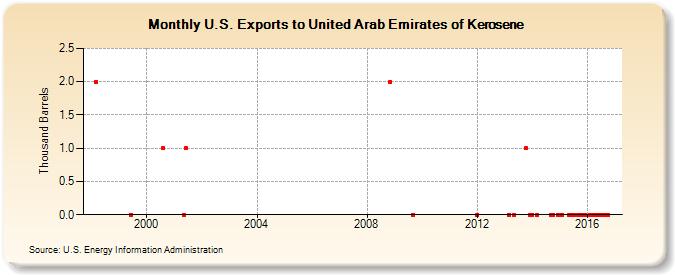 Monthly U.S. Exports to United Arab Emirates of Kerosene
Thousand Barrels
2.5
2.0
1.5
1.0
0.5
0.0
2000 2004 2008 2012 2016
Source: U.S. Energy Information Administration